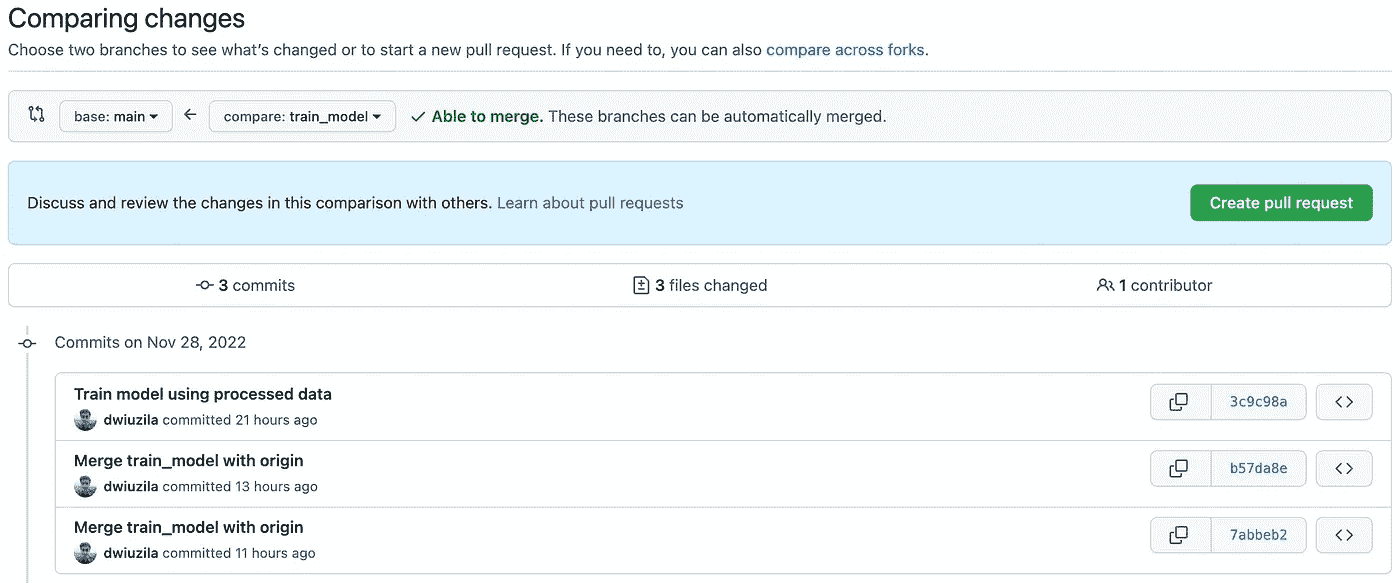 Comparing changes
Choose two branches to see what's changed or to start a new pull request. If you need to, you can also compare across forks.
base: main compare: train_model Able to merge. These branches can be automatically merged.
Discuss and review the changes in this comparison with others. Learn about pull requests Create pull request
3 commits 3 files changed 1 contributor
Commits on Nov 28, 2022
Train model using processed data
3c9c98a
dwiuzila committed 21 hours ago
Merge train_model with origin
b57da8e
dwiuzila committed 13 hours ago
Merge train_model with origin
7abbeb2
dwiuzila committed 11 hours ago